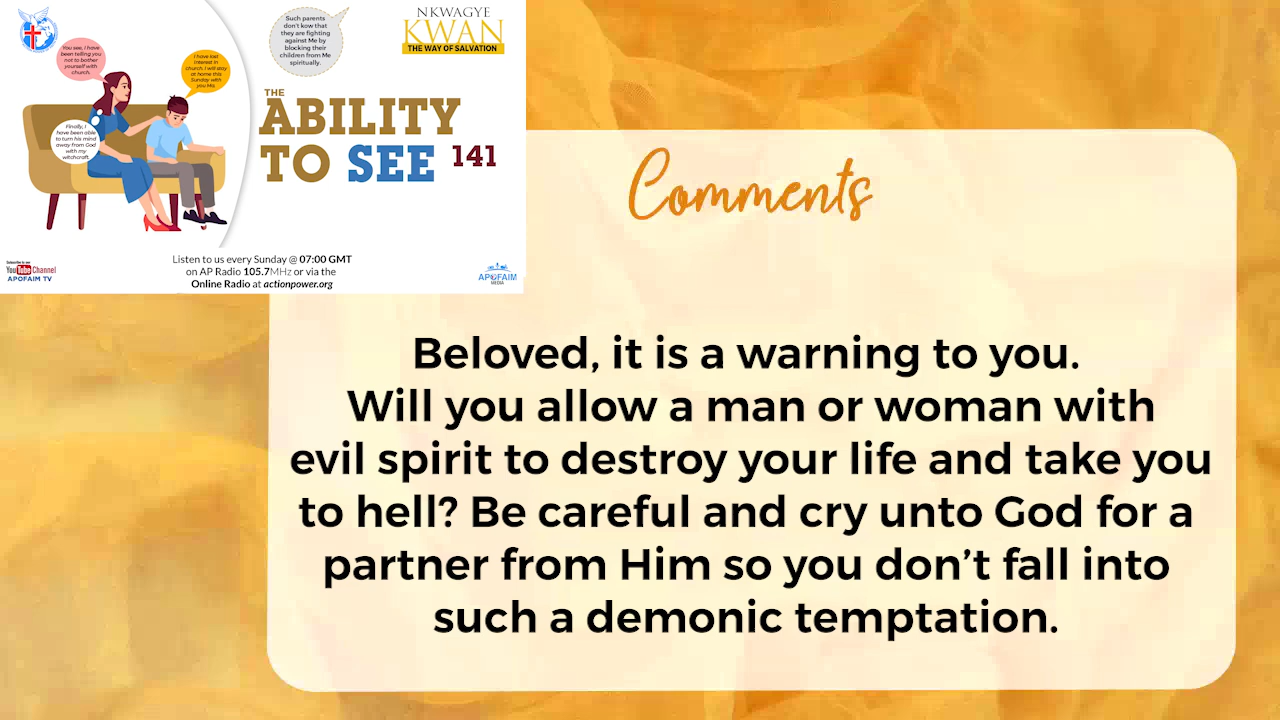 You see, I have
been telling you
not to bother
yourself with
church.
I have lost
interest in
church. I will stay
at home this
Sunday with
you Ma.
Finally, I
have been able
to turn his mind
away from God
with my
witchcraft.
Such parents
don't kow that
they are fighting
against Me by
blocking their
children from Me
spiritually.
NKWAGYE
KWAN
THE WAY OF SALVATION
THE
ABILITY
TO SEE 141
Listen to us every Sunday @ 07:00 GMT
on AP Radio 105.7MHz or via the
Online Radio at actionpower.org
YouTube Channel
APOFAIM TV
APOFAIM
MEDIA
Comments
Beloved, it is a warning to you.
Will you allow a man or woman with
evil spirit to destroy your life and take you
to hell? Be careful and cry unto God for a
partner from Him so you don't fall into
such a demonic temptation.